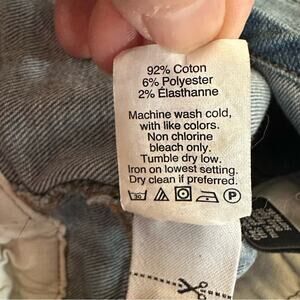 92% Coton
6% Polyester
2% Élasthanne
Machine wash cold,
with like colors.
Non chlorine
bleach only.
Tumble dry low.
Iron on lowest setting.
Dry clean if preferred.
30 P